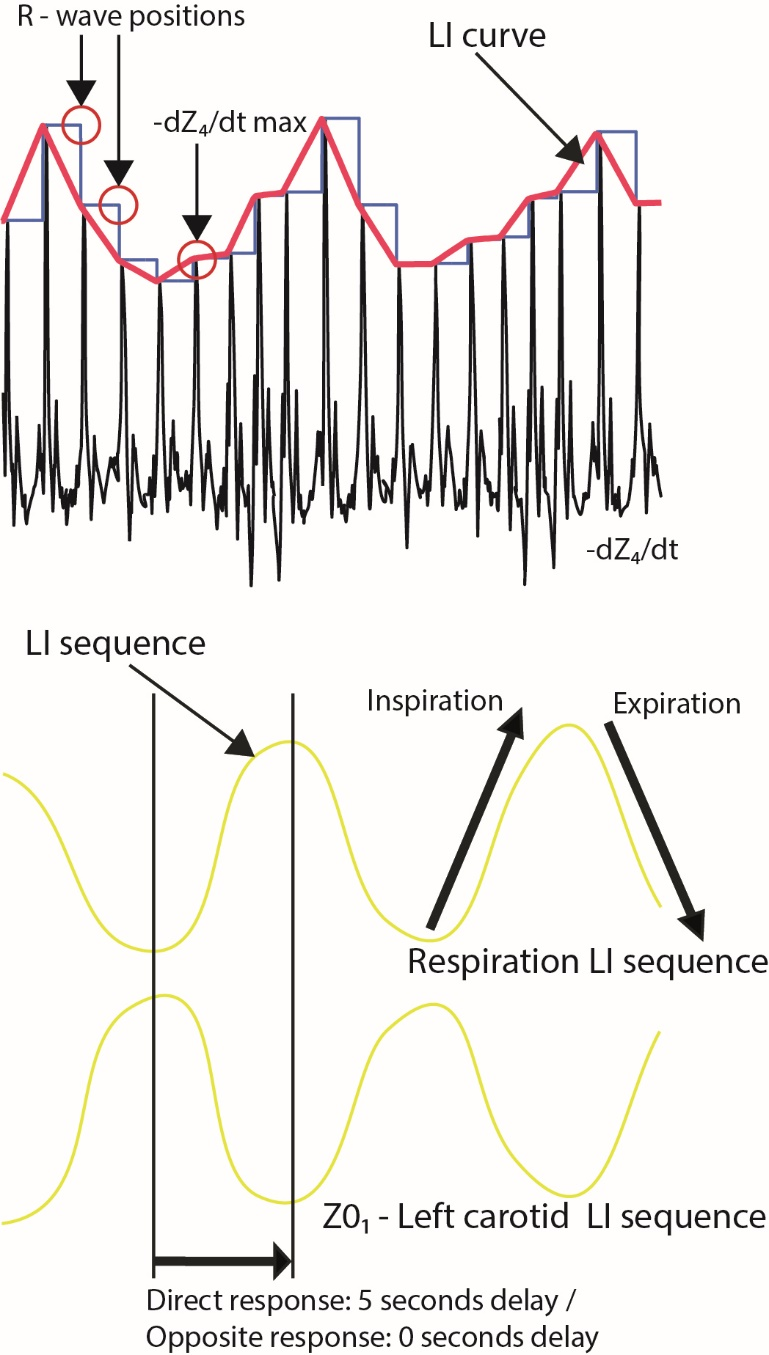 R - wave positions
LI curve
-dZ₄/dt max
-dZ₄/dt
LI sequence
Inspiration
Expiration
Respiration LI sequence
Z0₁ - Left carotid LI sequence
Direct response: 5 seconds delay /
Opposite response: 0 seconds delay